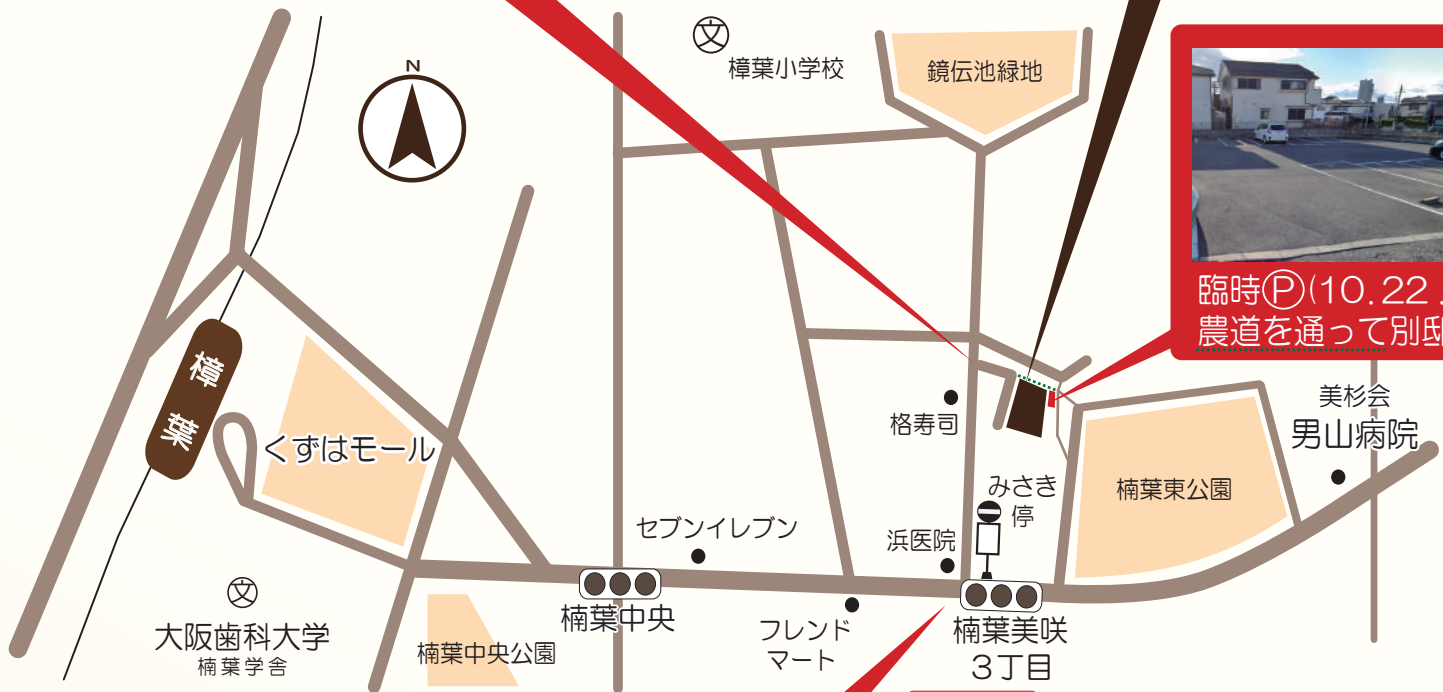 N
文
樟葉小学校
鏡伝池緑地
臨時Ⓟ(10.22.
農道を通って別邸
樟葉
くずはモール
格寿司
美杉会
男山病院
みさき
停
楠葉東公園
セブンイレブン
浜医院
文
大阪歯科大学
楠葉学舎
楠葉中央公園
楠葉中央
フレンド
マート
楠葉美咲
3丁目